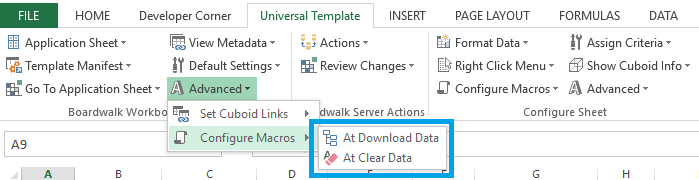 FILE HOME Developer Corner Universal Template INSERT PAGE LAYOUT FORMULAS DATA
Application Sheet View Metadata Actions Format Data Assign Criteria
Template Manifest Default Settings Review Changes Right Click Menu Show Cuboid Info
Go To Application Sheet Advanced Configure Macros Advanced
Boardwalk Workbo rdwalk Server Actions Configure Sheet
Set Cuboid Links
Configure Macros At Download Data
At Clear Data
A9
A B C D G H